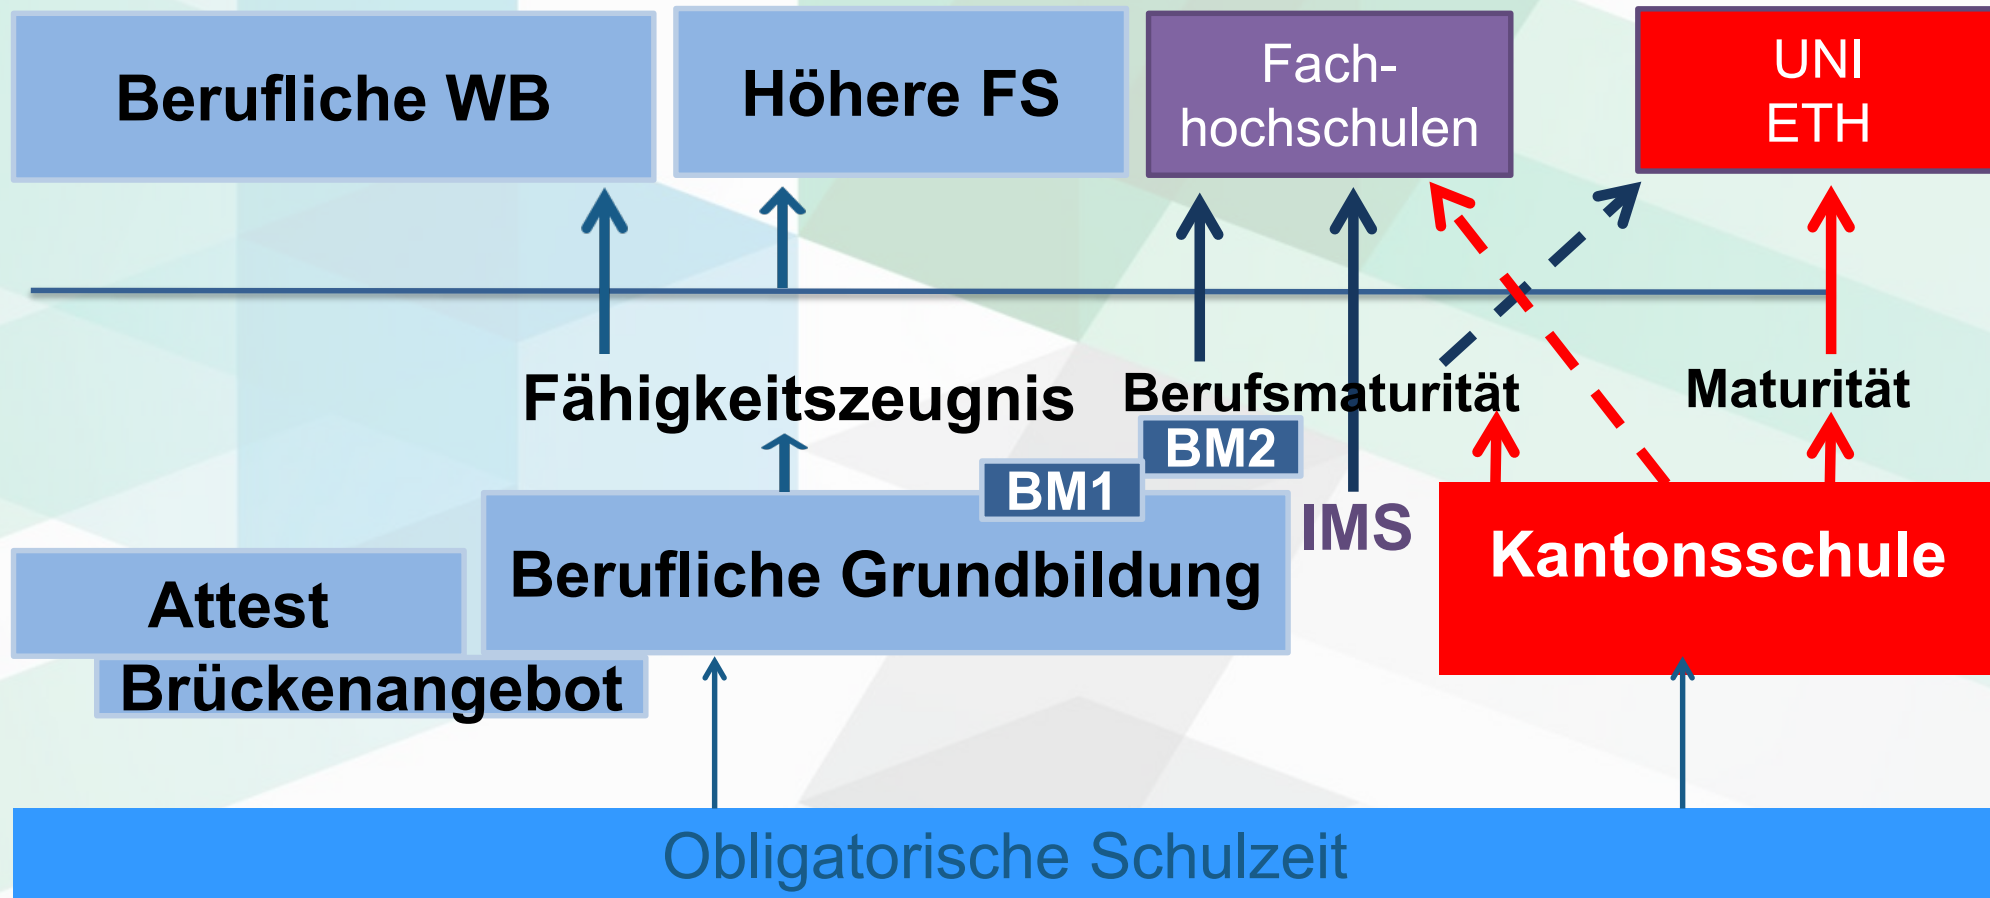 Berufliche WB
Höhere FS
Fach-
hochschulen
UNI
ETH
Fähigkeitszeugnis
Berufsmaturität
Maturität
BM2
BM1
IMS
Berufliche Grundbildung
Kantonsschule
Attest
Brückenangebot
Obligatorische Schulzeit